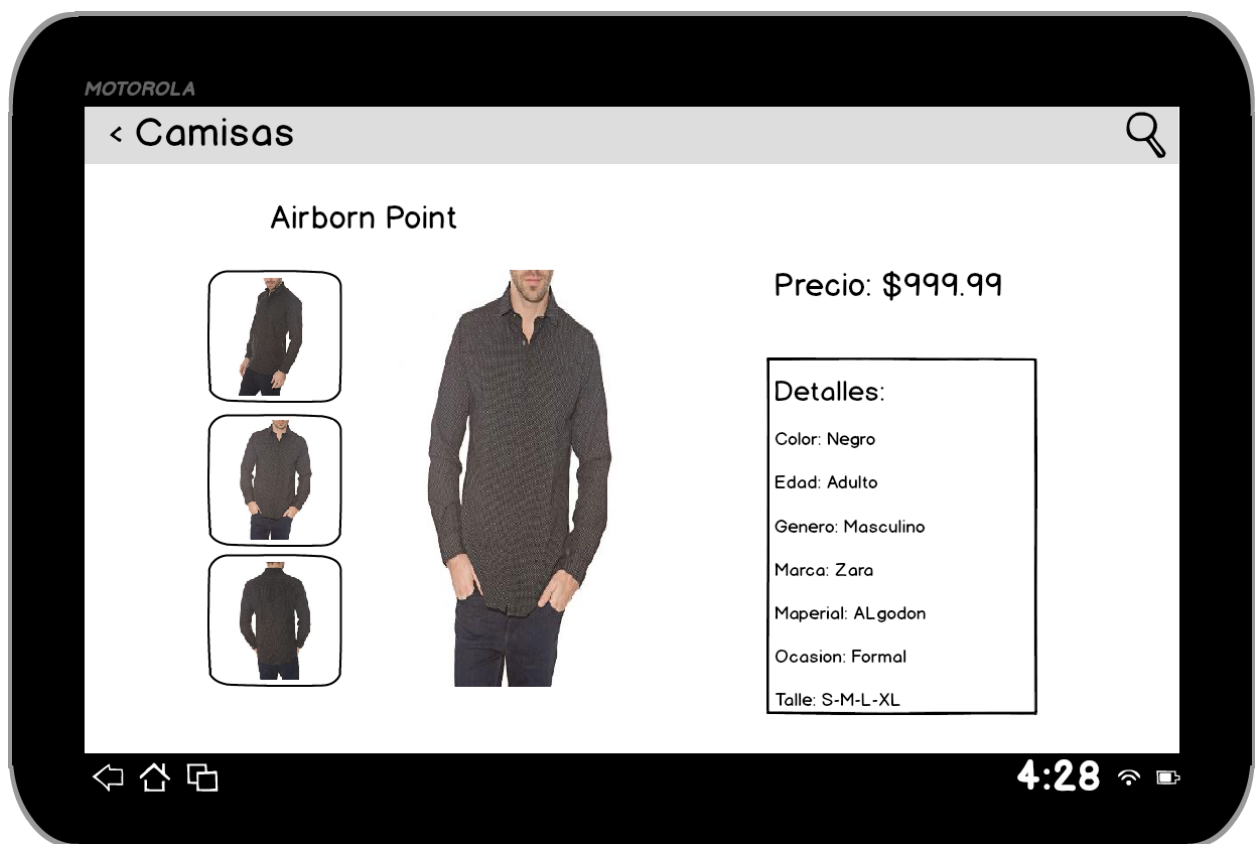 MOTOROLA
< Camisas
Airborn Point
Precio: $999.99
Detalles:
Color: Negro
Edad: Adulto
Genero: Masculino
Marca: Zara
Maperial: ALgodon
Ocasion: Formal
Talle: S-M-L-XL
4:28